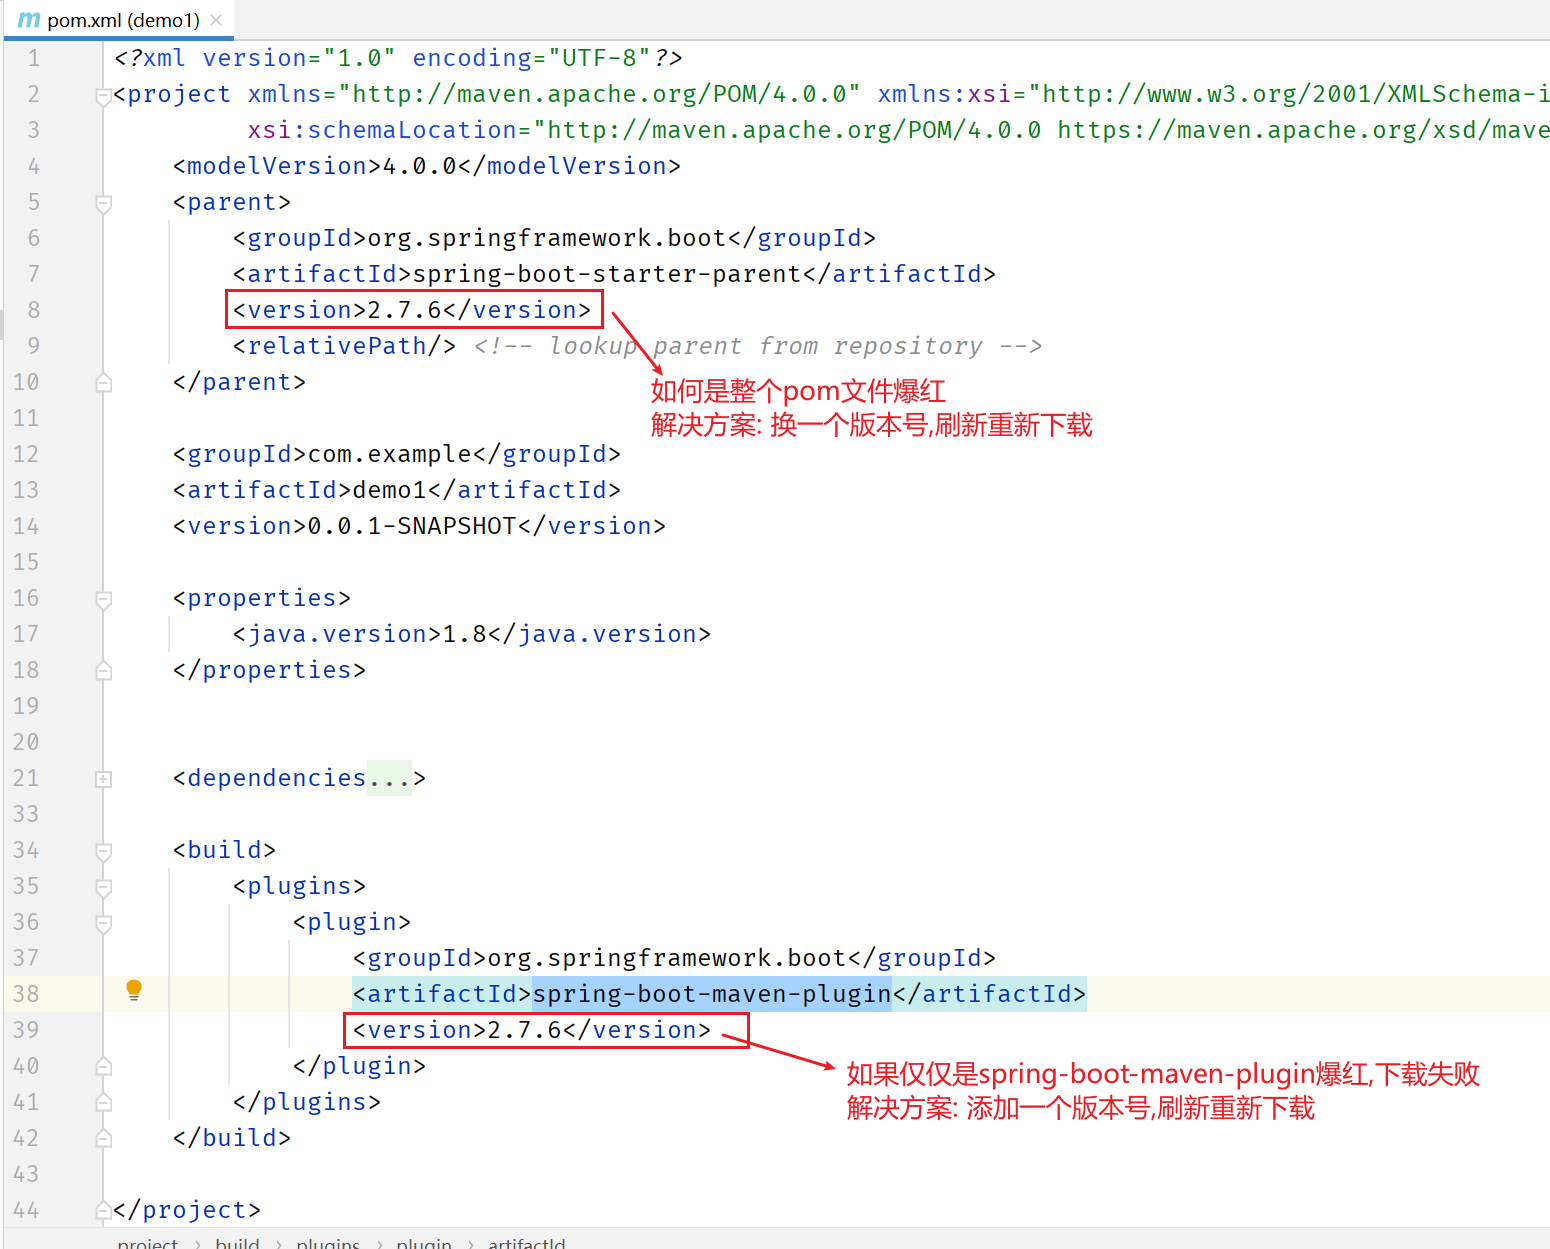 pom.xml (demo1)
1 <?xml version="1.0" encoding="UTF-8"?>
2 <project xmlns="http://maven.apache.org/POM/4.0.0" xmlns:xsi="http://www.w3.org/2001/XMLSchema-i
3 xsi:schemaLocation="http://maven.apache.org/POM/4.0.0 https://maven.apache.org/xsd/mave
4 <modelVersion>4.0.0</modelVersion>
5 <parent>
6 <groupId>org.springframework.boot</groupId>
7 <artifactId>spring-boot-starter-parent</artifactId>
8 <version>2.7.6</version>
9 <relativePath/> <!-- lookup parent from repository -->
10 </parent>
如何是整个pom文件爆红
11
解决方案: 换一个版本号,刷新重新下载
12 <groupId>com.example</groupId>
13 <artifactId>demo1</artifactId>
14 <version>0.0.1-SNAPSHOT</version>
15
16 <properties>
17 <java.version>1.8</java.version>
18 </properties>
19
20
21 <dependencies...>
33
34 <build>
35 <plugins>
36 <plugin>
37 <groupId>org.springframework.boot</groupId>
38 <artifactId>spring-boot-maven-plugin</artifactId>
39 <version>2.7.6</version>
40 </plugin>
如果仅仅是spring-boot-maven-plugin爆红,下载失败
41 </plugins>
解决方案: 添加一个版本号,刷新重新下载
42 </build>
43
44 </project>
project › build › plugins › plugin › artifactId